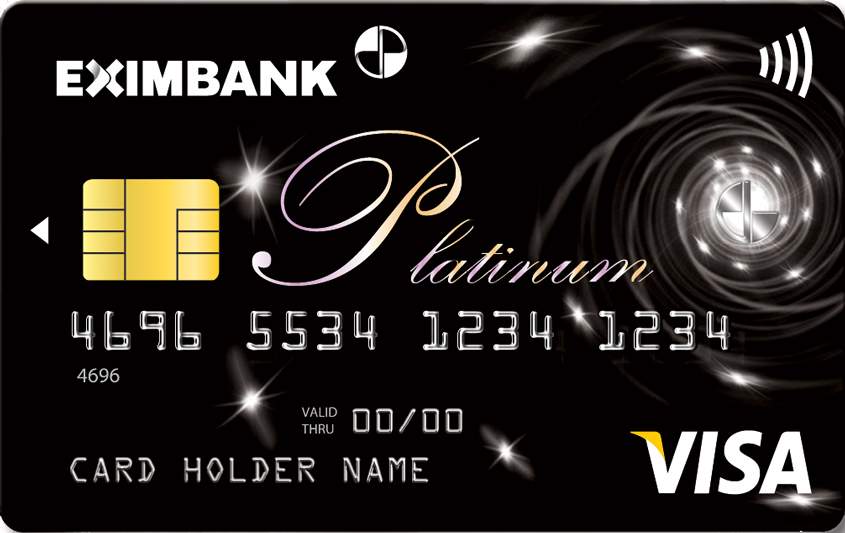 EXIMBANK
Platinum
4696 5534 1234 1234
4696
VALID
THRU
00/00
CARD HOLDER NAME
VISA